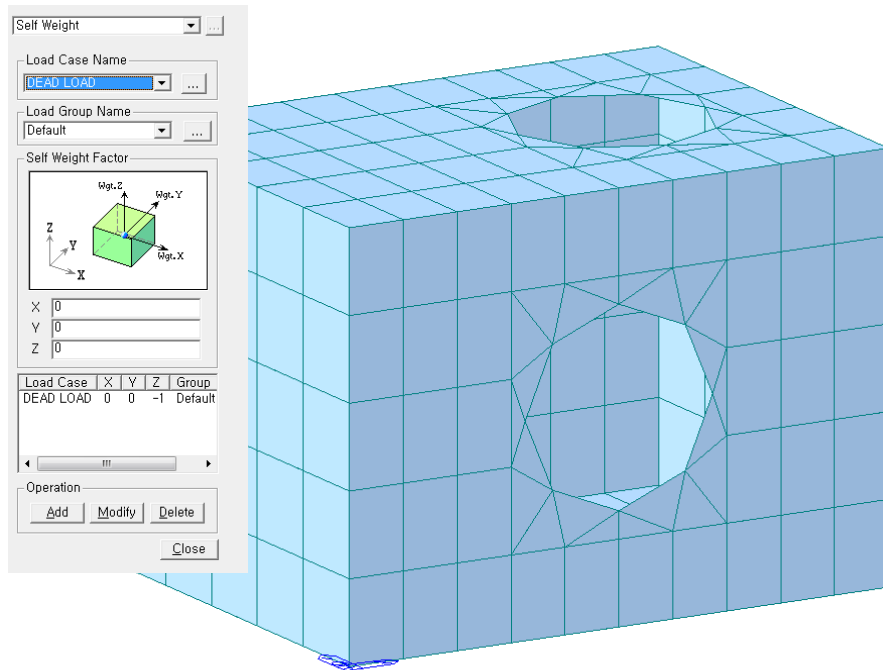 Self Weight
...
Load Case Name
DEAD LOAD
...
Load Group Name
Default
...
Self Weight Factor
Wgt.Z
Wgt.Y
Z
Y
X
Wgt.X
X 0
Y 0
Z 0
Load Case X Y Z Group
DEAD LOAD 0 0 -1 Default
Operation
Add Modify Delete
Close